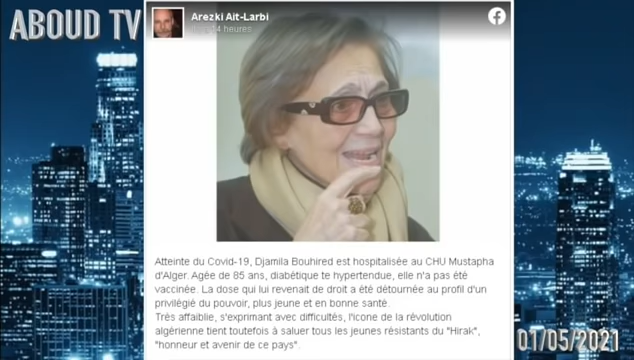 ABOUD TV
Arezki Aït-Larbi
heures
Atteinte du Covid-19, Djamila Bouhired est hospitalisée au CHU Mustapha
d'Alger. Agée de 85 ans, diabétique te hypertendue, elle n'a pas été
vaccinée. La dose qui lui revenait de droit a été détournée au profil d'un
privilégié du pouvoir, plus jeune et en bonne santé.
Très affaiblie, s'exprimant avec difficultés, l'icone de la révolution
algérienne tient toutefois à saluer tous les jeunes résistants du "Hirak",
"honneur et avenir de ce pays".
01/05/2021